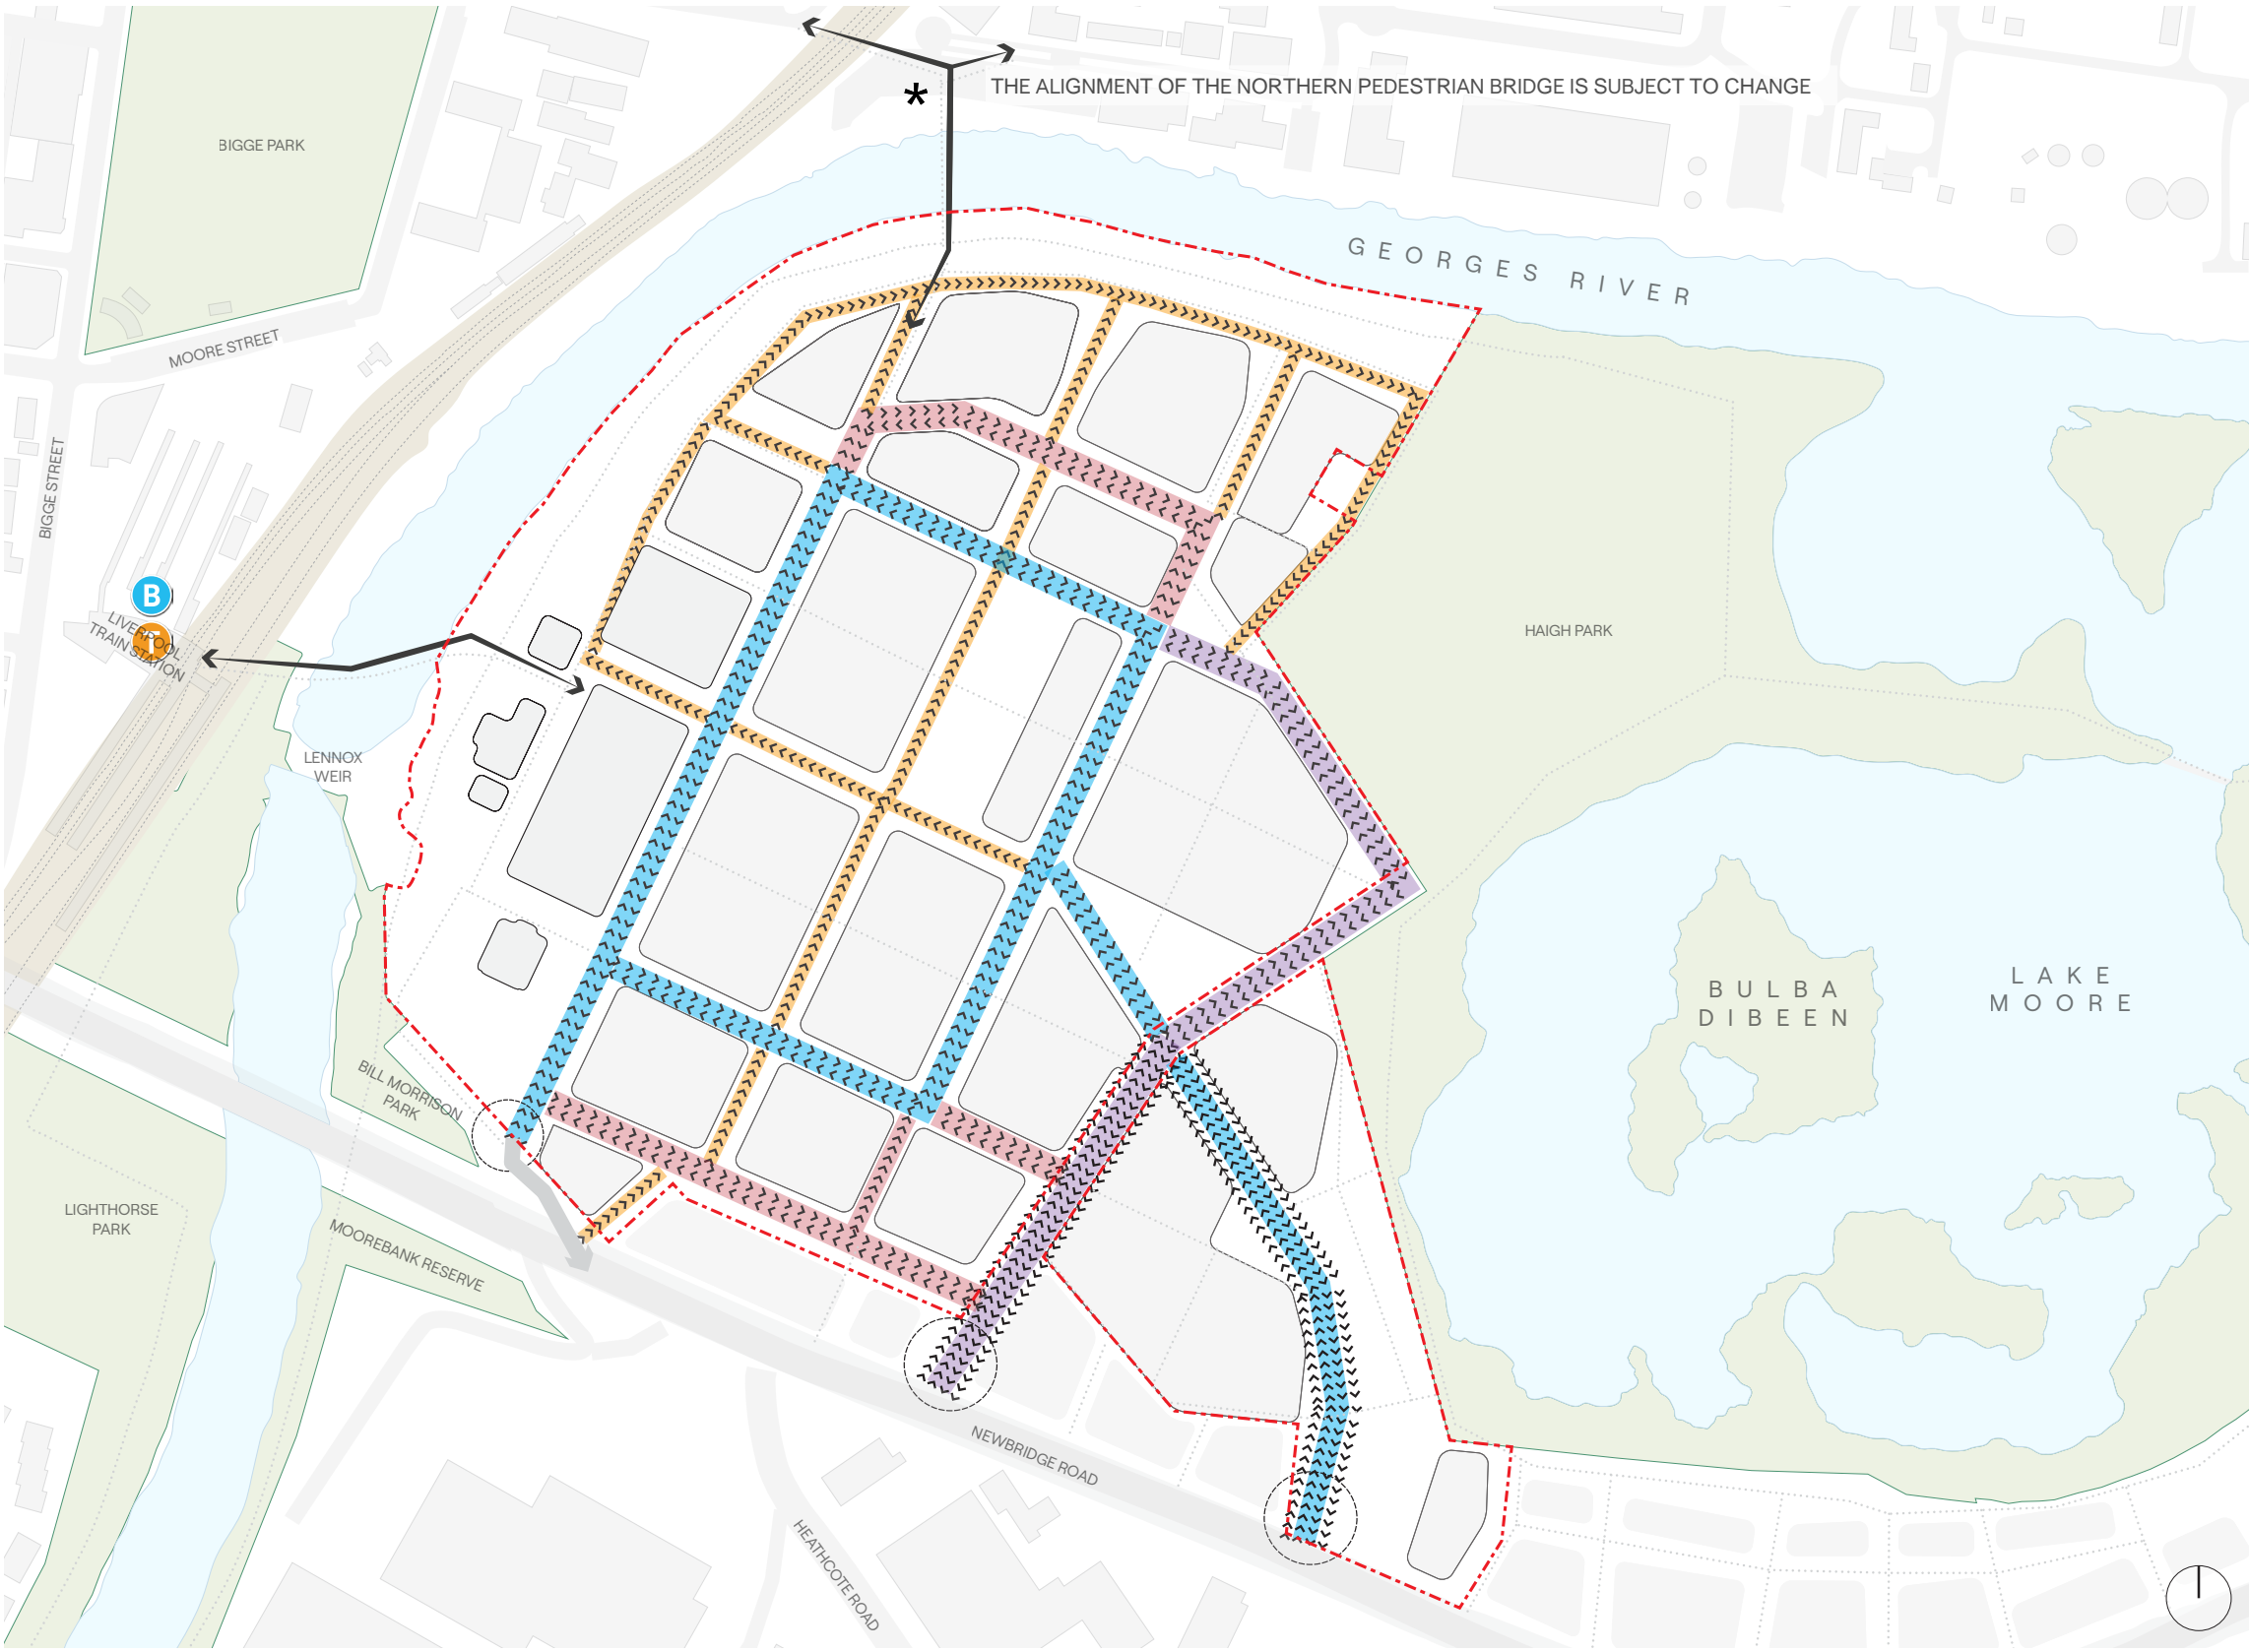 THE ALIGNMENT OF THE NORTHERN PEDESTRIAN BRIDGE IS SUBJECT TO CHANGE
*
BIGGE PARK
GEORGES RIVER
MOORE STREET
BIGGE STREET
B
T
LIVERPOOL
TRAIN STATION
HAIGH PARK
LENNOX
WEIR
BULBA
DIBEEN
LAKE
MOORE
BILL MORRISON
PARK
LIGHTHORSE
PARK
MOOREBANK RESERVE
NEWBRIDGE ROAD
HEATHCOTE ROAD